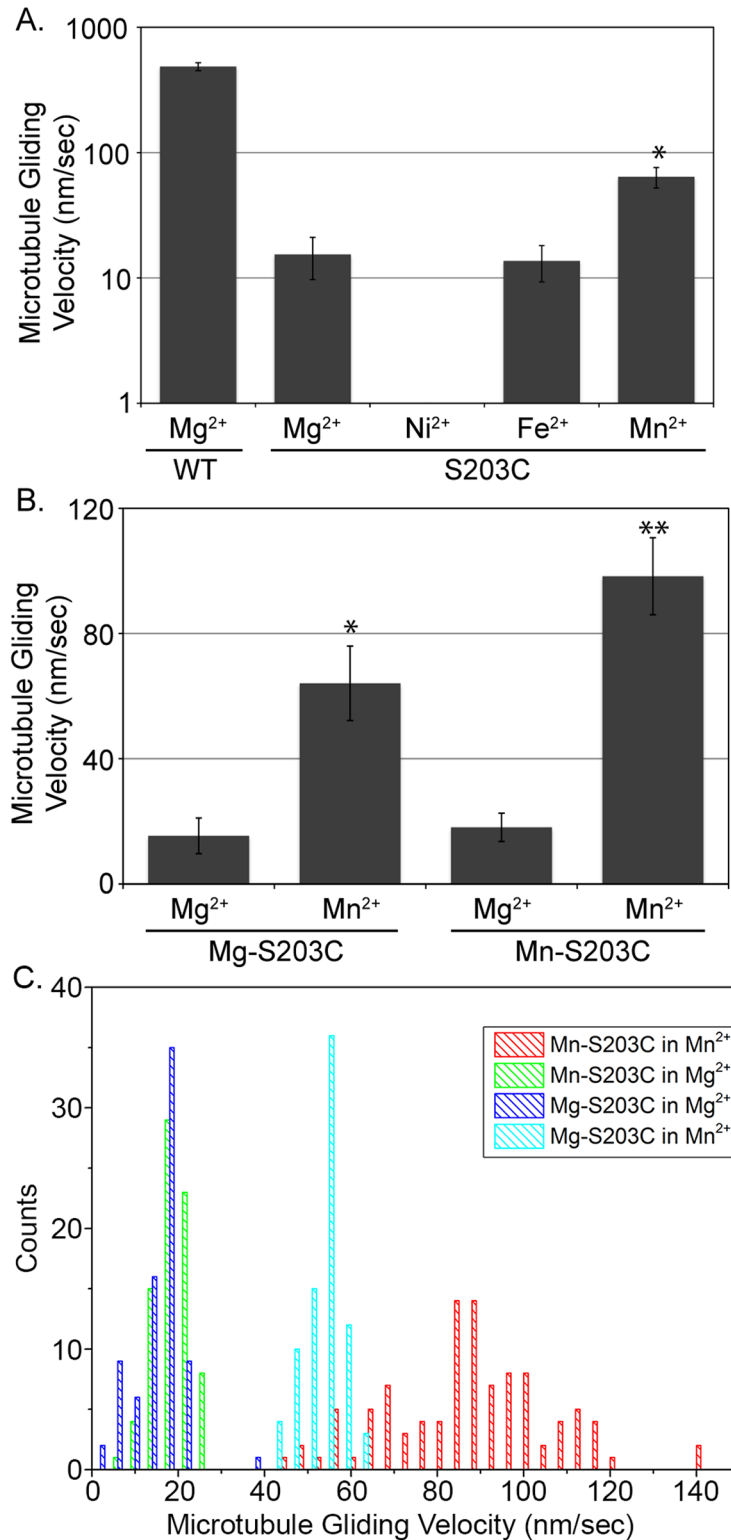 A.
Microtubule Gliding
Velocity (nm/sec)
1000
100
10
1
*
Mg²⁺ Mg²⁺ Ni²⁺ Fe²⁺ Mn²⁺
WT S203C
B.
Microtubule Gliding
Velocity (nm/sec)
120
80
40
0
*
**
Mg²⁺ Mn²⁺ Mg²⁺ Mn²⁺
Mg-S203C Mn-S203C
C.
Counts
40
30
20
10
0
Mn-S203C in Mn²⁺
Mn-S203C in Mg²⁺
Mg-S203C in Mg²⁺
Mg-S203C in Mn²⁺
0 20 40 60 80 100 120 140
Microtubule Gliding Velocity (nm/sec)